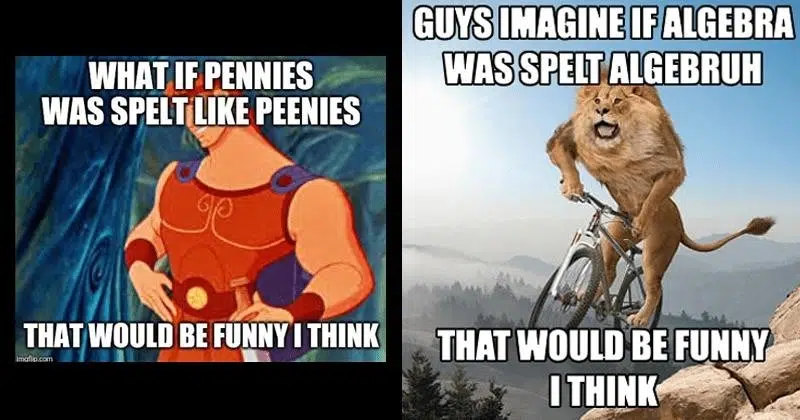 WHAT IF PENNIES
WAS SPELT LIKE PEENIES
THAT WOULD BE FUNNY I THINK
imgflip.com
GUYS IMAGINE IF ALGEBRA
WAS SPELT ALGEBRUH
THAT WOULD BE FUNNY
I THINK